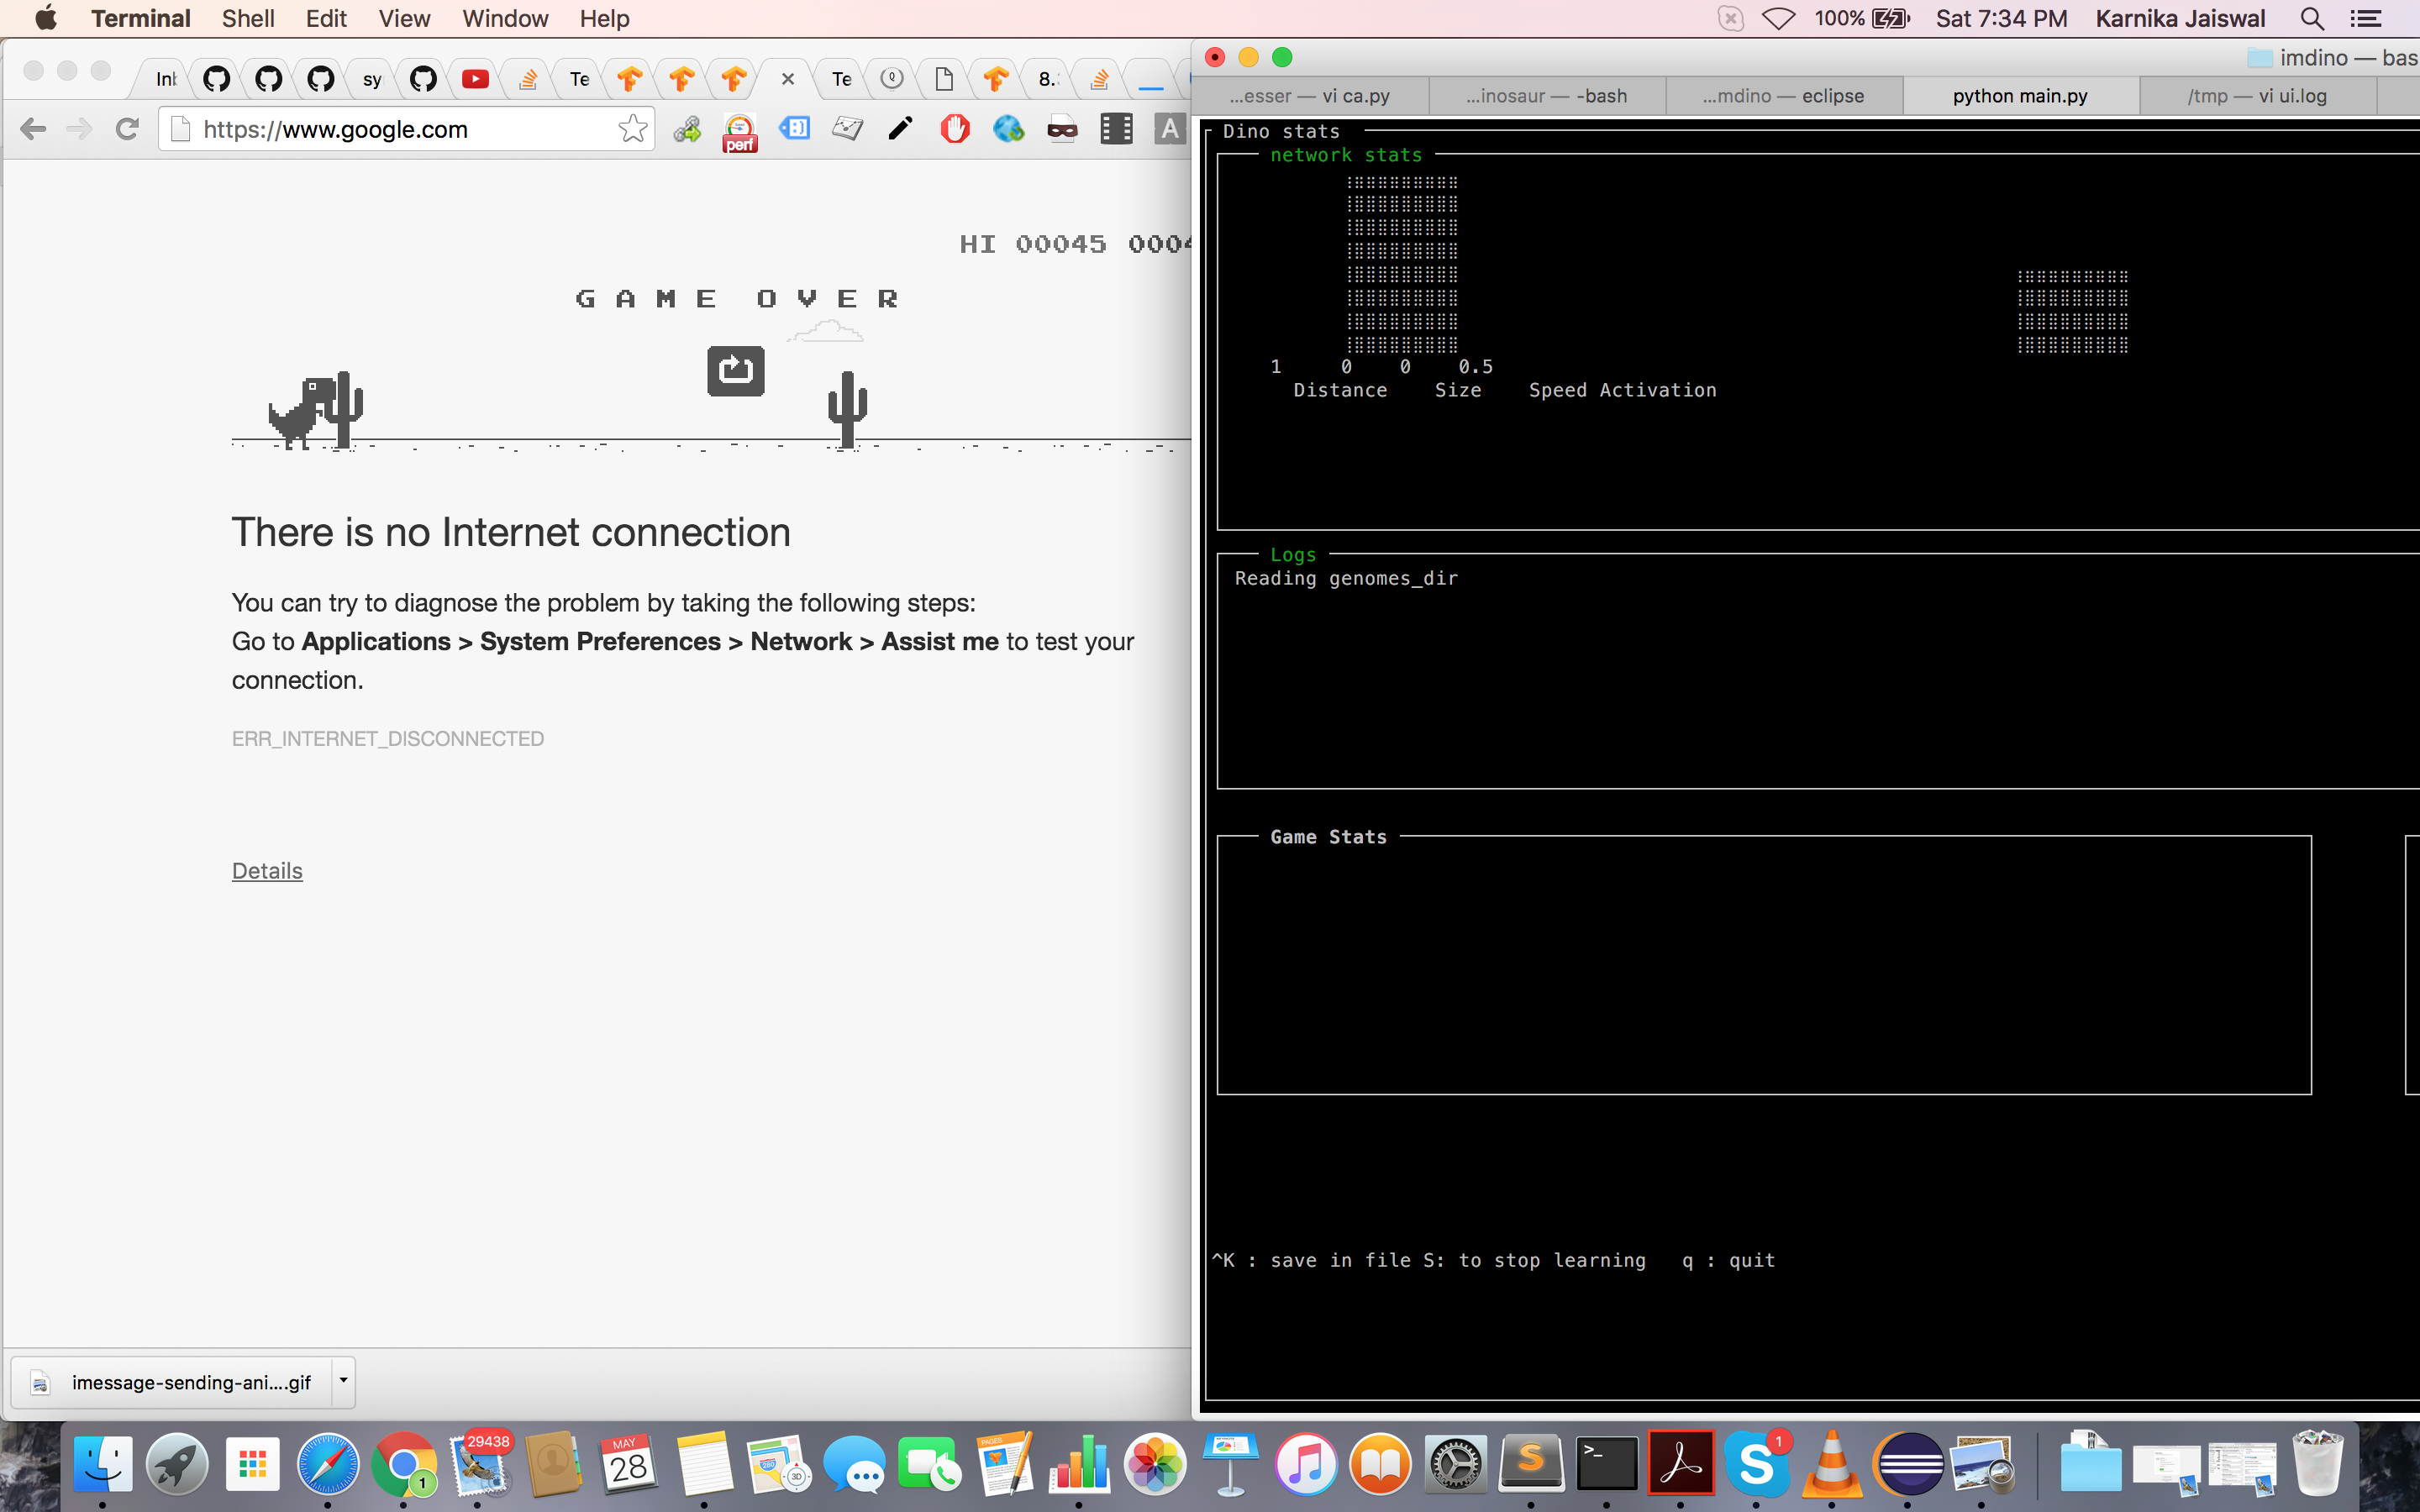 Terminal Shell Edit View Window Help 100% Sat 7:34 PM Karnika Jaiswal
imdino — bas
Te Te 8.
sy
...esser — vi ca.py ...inosaur — -bash ...mdino — eclipse python main.py /tmp — vi ui.log
https://www.google.com
perf
A
HI 00045
GAME OVER
There is no Internet connection
You can try to diagnose the problem by taking the following steps:
Go to Applications > System Preferences > Network > Assist me to test your
connection.
ERR_INTERNET_DISCONNECTED
Details
imessage-sending-ani....gif
Dino stats
network stats
1 0 0 0.5
Distance Size Speed Activation
Logs
Reading genomes_dir
Game Stats
^K : save in file S: to stop learning q : quit
1
29438
MAY
28
280
3D
PAGES
S
>_
S
1